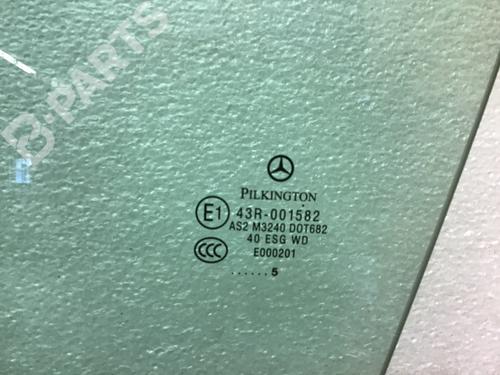 B-PARTS
PILKINGTON
E1 43R-001582
AS2 M3240 DOT682
CCC 40 ESG WD
E000201
......5